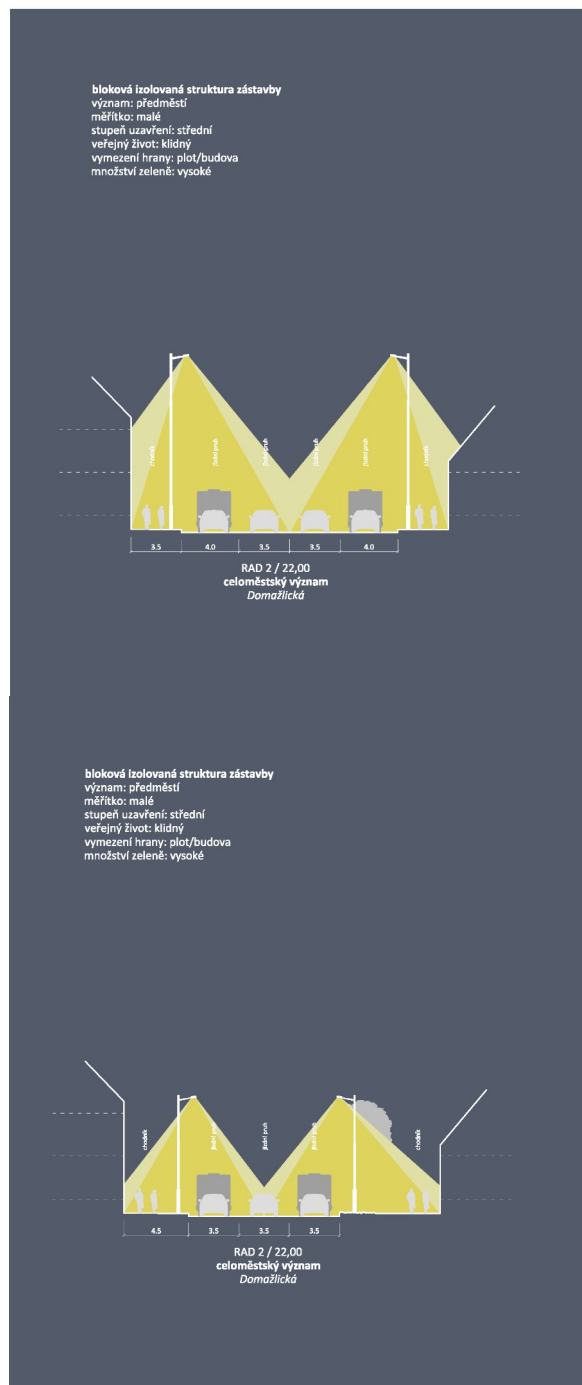 bloková izolovaná struktura zástavby
význam: předměstí
měřítko: malé
stupeň uzavření: střední
veřejný život: klidný
vymezení hrany: plot/budova
množství zeleně: vysoké
chodník
jízdní pruh
jízdní pruh
jízdní pruh
jízdní pruh
chodník
3.5 4.0 3.5 3.5 4.0
RAD 2 / 22,00
celoměstský význam
Domažlická
bloková izolovaná struktura zástavby
význam: předměstí
měřítko: malé
stupeň uzavření: střední
veřejný život: klidný
vymezení hrany: plot/budova
množství zeleně: vysoké
chodník
jízdní pruh
jízdní pruh
jízdní pruh
chodník
4.5 3.5 3.5 3.5
RAD 2 / 22,00
celoměstský význam
Domažlická